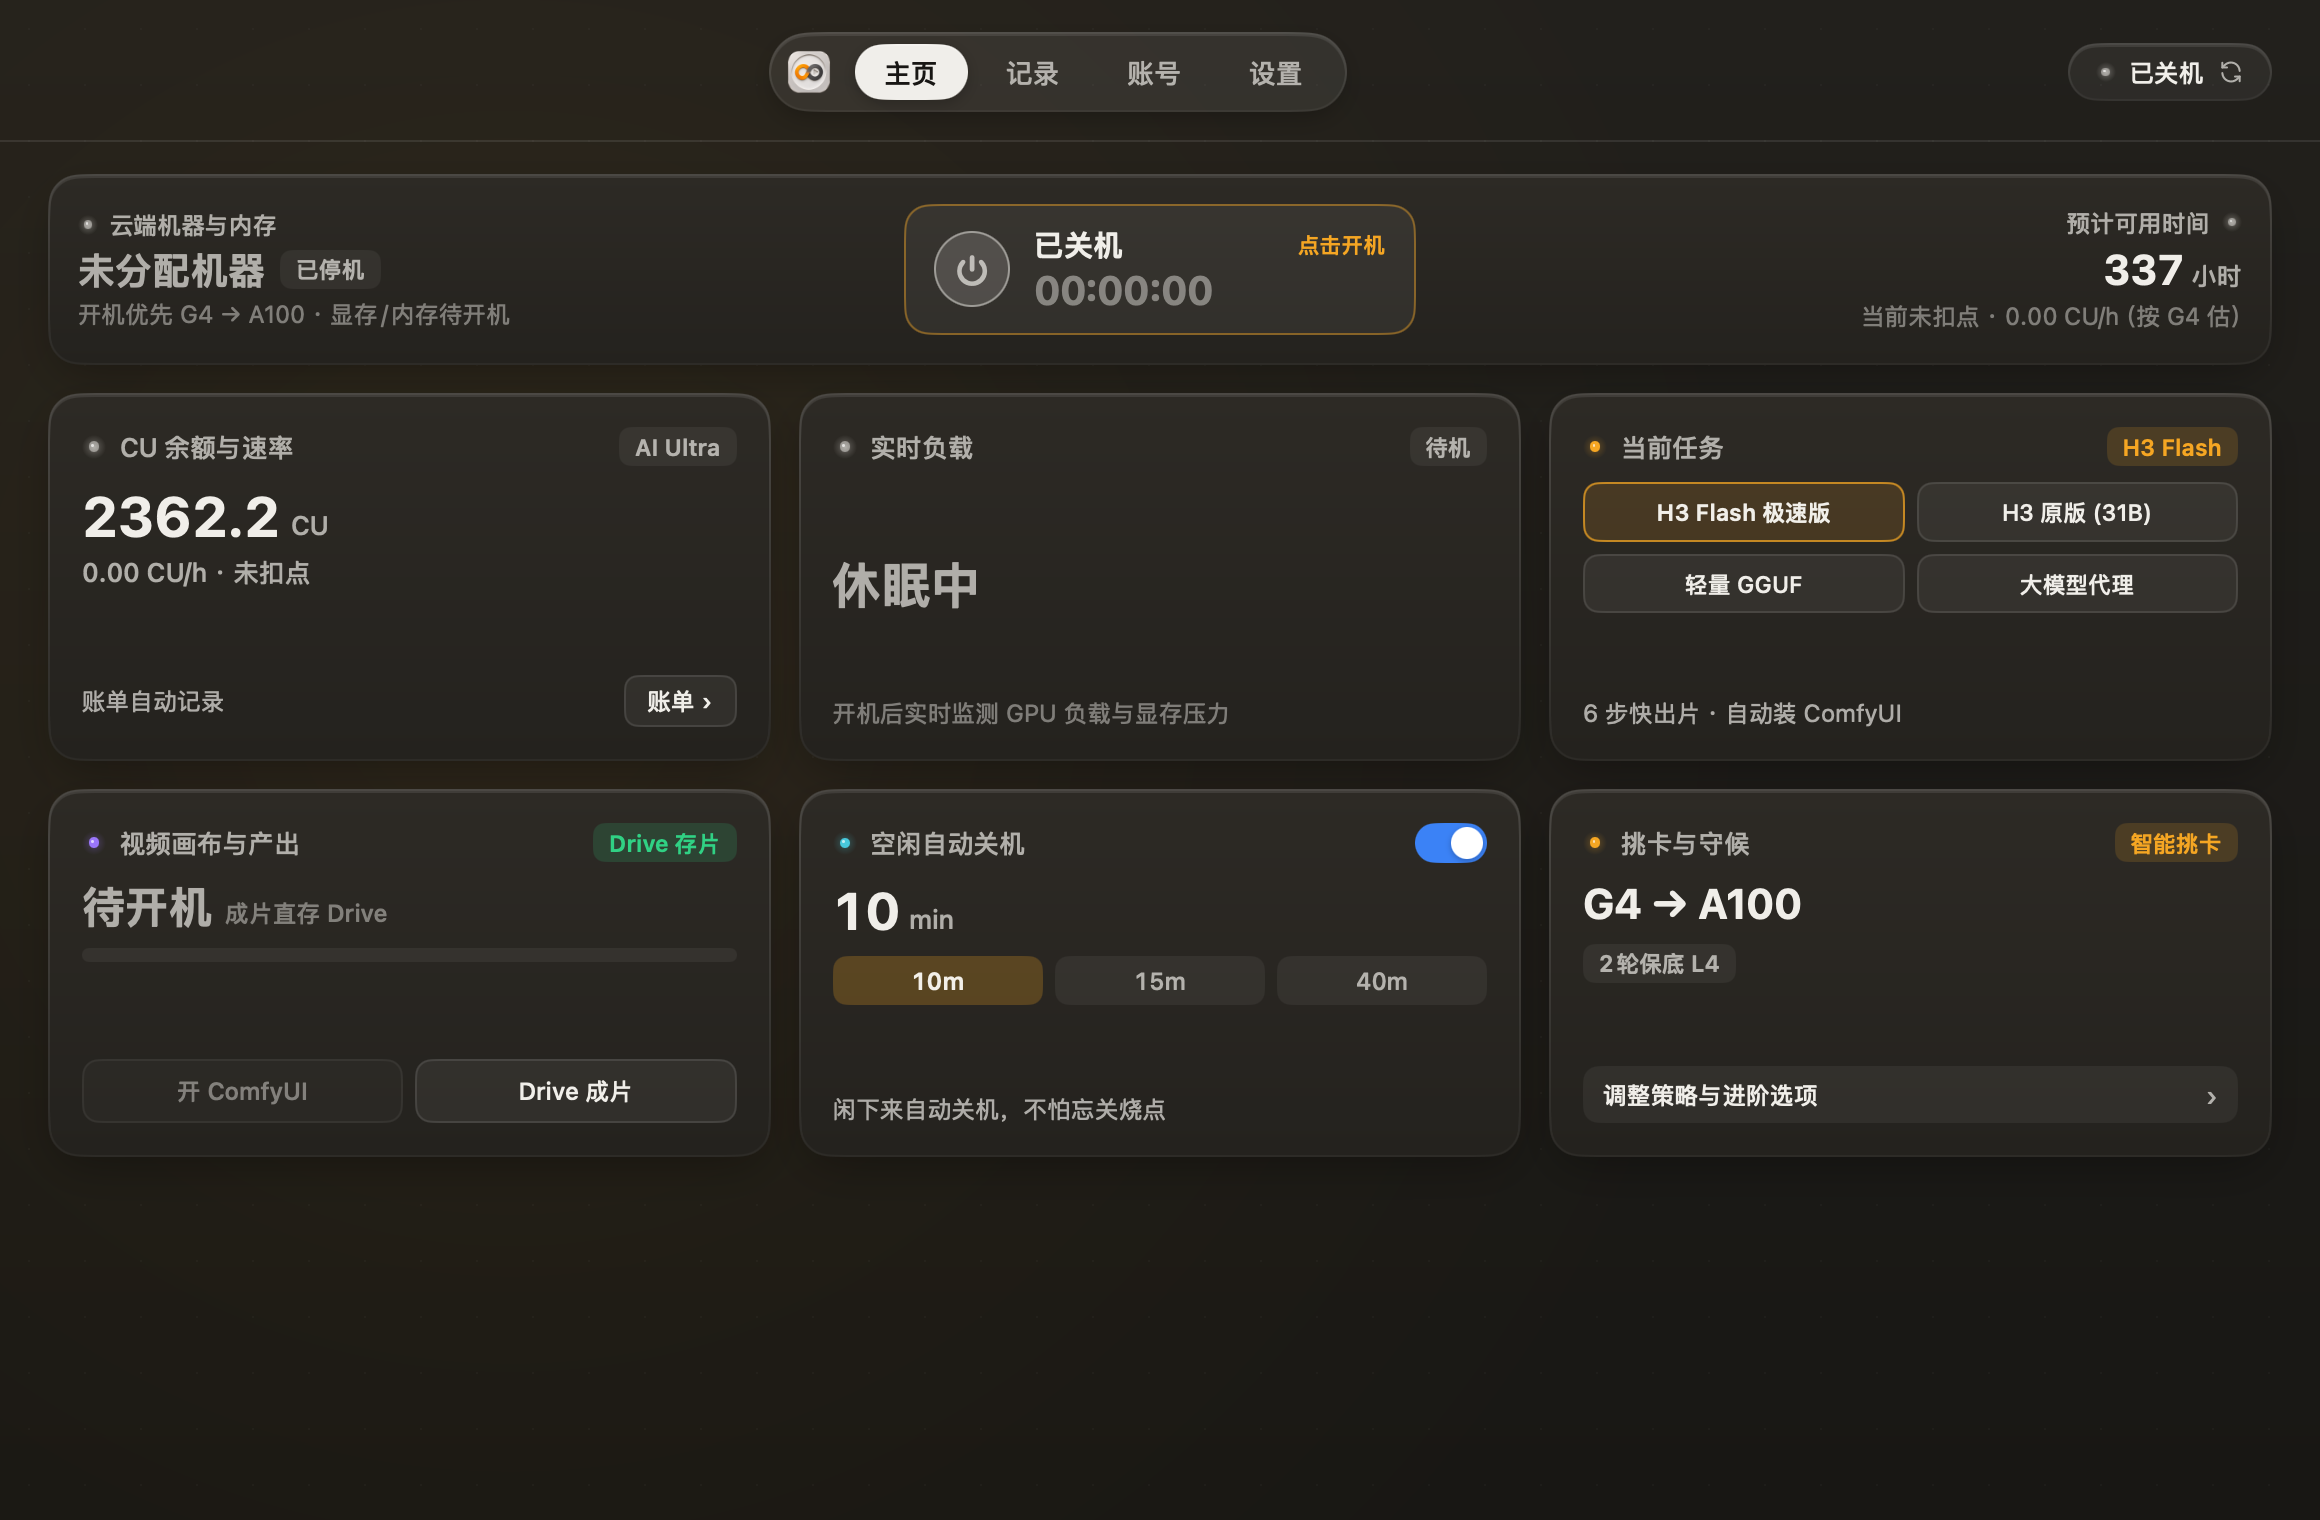 主页 记录 账号 设置
已关机
云端机器与内存
未分配机器 已停机
开机优先 G4 → A100 · 显存/内存待开机
已关机 点击开机
00:00:00
预计可用时间
337 小时
当前未扣点 · 0.00 CU/h (按 G4 估)
CU 余额与速率 AI Ultra
2362.2 CU
0.00 CU/h · 未扣点
账单自动记录 账单 ›
实时负载 待机
休眠中
开机后实时监测 GPU 负载与显存压力
当前任务 H3 Flash
H3 Flash 极速版 H3 原版 (31B)
轻量 GGUF 大模型代理
6 步快出片 · 自动装 ComfyUI
视频画布与产出 Drive 存片
待开机 成片直存 Drive
开 ComfyUI Drive 成片
空闲自动关机
10 min
10m 15m 40m
闲下来自动关机，不怕忘关烧点
挑卡与守候 智能挑卡
G4 → A100
2轮保底 L4
调整策略与进阶选项 ›